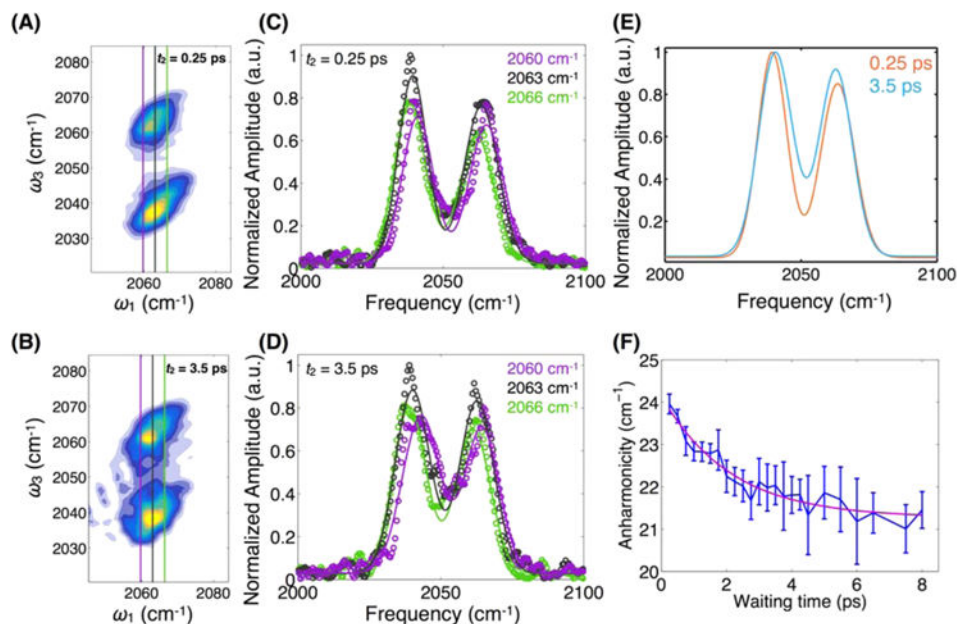 (A)
t₂ = 0.25 ps
2080
2070
2060
2050
2040
2030
ω₃ (cm⁻¹)
2060 2080
ω₁ (cm⁻¹)
(B)
t₂ = 3.5 ps
2080
2070
2060
2050
2040
2030
ω₃ (cm⁻¹)
2060 2080
ω₁ (cm⁻¹)
(C)
t₂ = 0.25 ps
2060 cm⁻¹
2063 cm⁻¹
2066 cm⁻¹
1
0.8
0.6
0.4
0.2
0
Normalized Amplitude (a.u.)
2000 2050 2100
Frequency (cm⁻¹)
(D)
t₂ = 3.5 ps
2060 cm⁻¹
2063 cm⁻¹
2066 cm⁻¹
1
0.8
0.6
0.4
0.2
0
Normalized Amplitude (a.u.)
2000 2050 2100
Frequency (cm⁻¹)
(E)
0.25 ps
3.5 ps
1
0.8
0.6
0.4
0.2
Normalized Amplitude (a.u.)
2000 2050 2100
Frequency (cm⁻¹)
(F)
25
24
23
22
21
20
Anharmonicity (cm⁻¹)
0 2 4 6 8
Waiting time (ps)